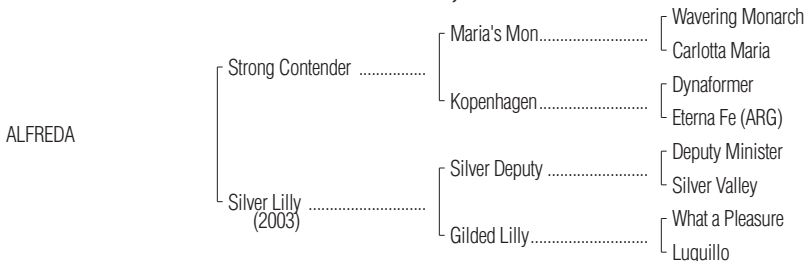 Wavering Monarch
Maria's Mon..........................
Carlotta Maria
Strong Contender ................
Dynaformer
Kopenhagen..........................
Eterna Fe (ARG)
ALFREDA
Deputy Minister
Silver Deputy ........................
Silver Valley
Silver Lilly ............................
(2003)
What a Pleasure
Gilded Lilly............................
Luquillo